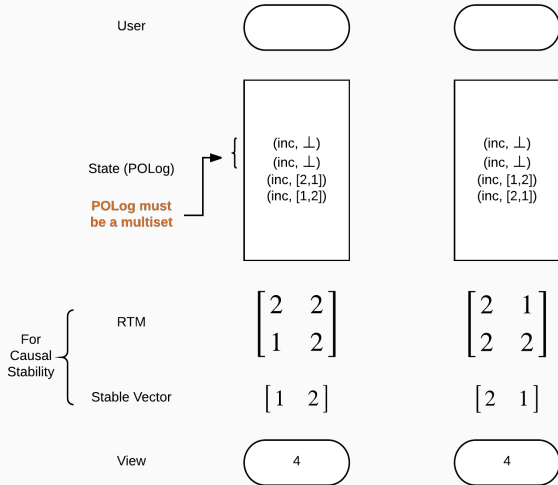 User
State (POLog)
POLog must
be a multiset
(inc, ⊥)
(inc, ⊥)
(inc, [2,1])
(inc, [1,2])
(inc, ⊥)
(inc, ⊥)
(inc, [1,2])
(inc, [2,1])
For
Causal
Stability
RTM
2 2
1 2
2 1
2 2
Stable Vector
[1 2]
[2 1]
View
4
4